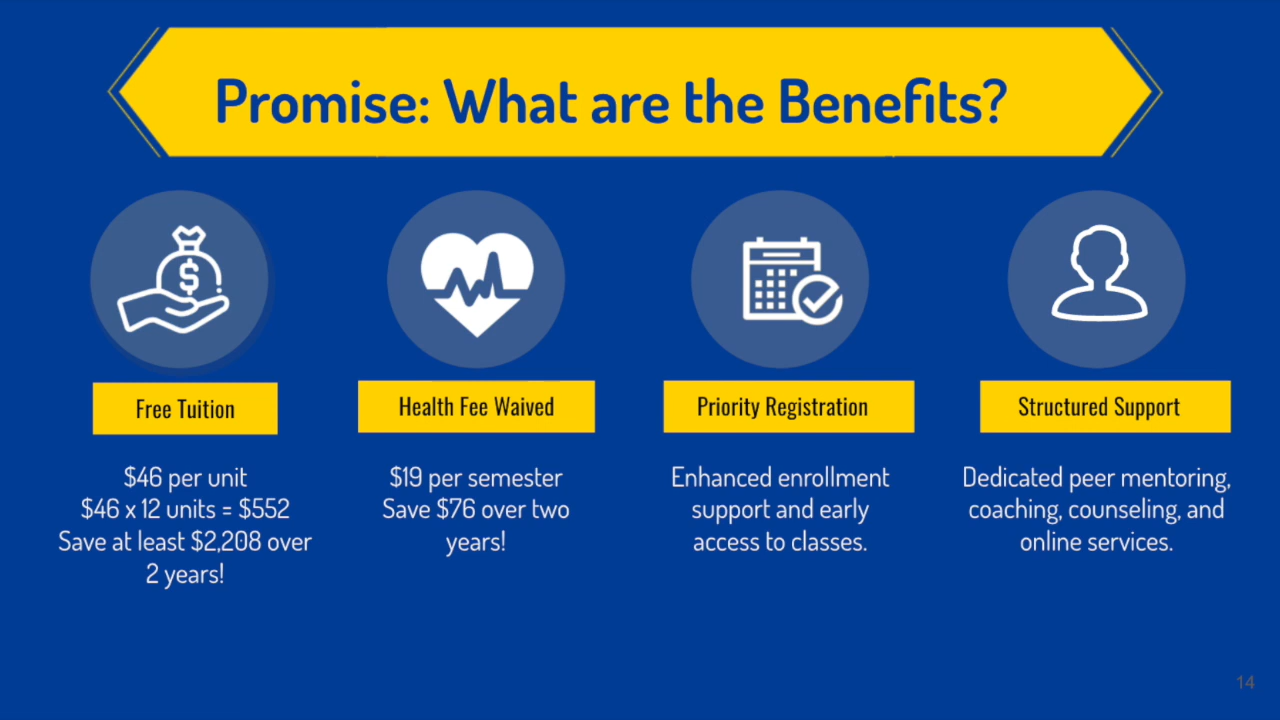 Promise: What are the Benefits?
$
Free Tuition
$46 per unit
$46 x 12 units = $552
Save at least $2,208 over
2 years!
Health Fee Waived
$19 per semester
Save $76 over two
years!
Priority Registration
Enhanced enrollment
support and early
access to classes.
Structured Support
Dedicated peer mentoring,
coaching, counseling, and
online services.
14